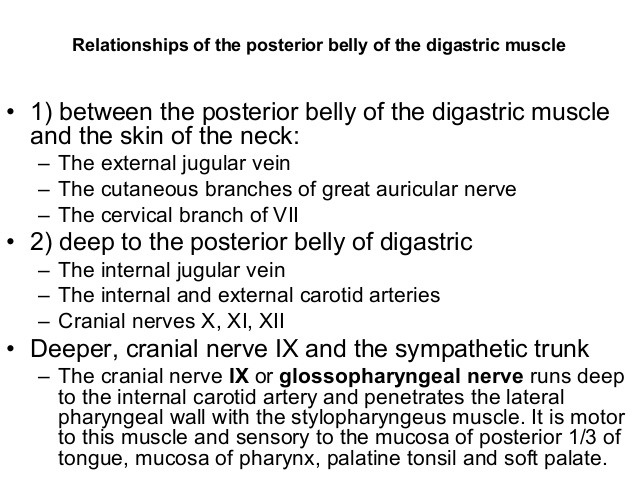 Relationships of the posterior belly of the digastric muscle
• 1) between the posterior belly of the digastric muscle
and the skin of the neck:
– The external jugular vein
– The cutaneous branches of great auricular nerve
– The cervical branch of VII
• 2) deep to the posterior belly of digastric
– The internal jugular vein
– The internal and external carotid arteries
– Cranial nerves X, XI, XII
• Deeper, cranial nerve IX and the sympathetic trunk
– The cranial nerve IX or glossopharyngeal nerve runs deep
to the internal carotid artery and penetrates the lateral
pharyngeal wall with the stylopharyngeus muscle. It is motor
to this muscle and sensory to the mucosa of posterior 1/3 of
tongue, mucosa of pharynx, palatine tonsil and soft palate.